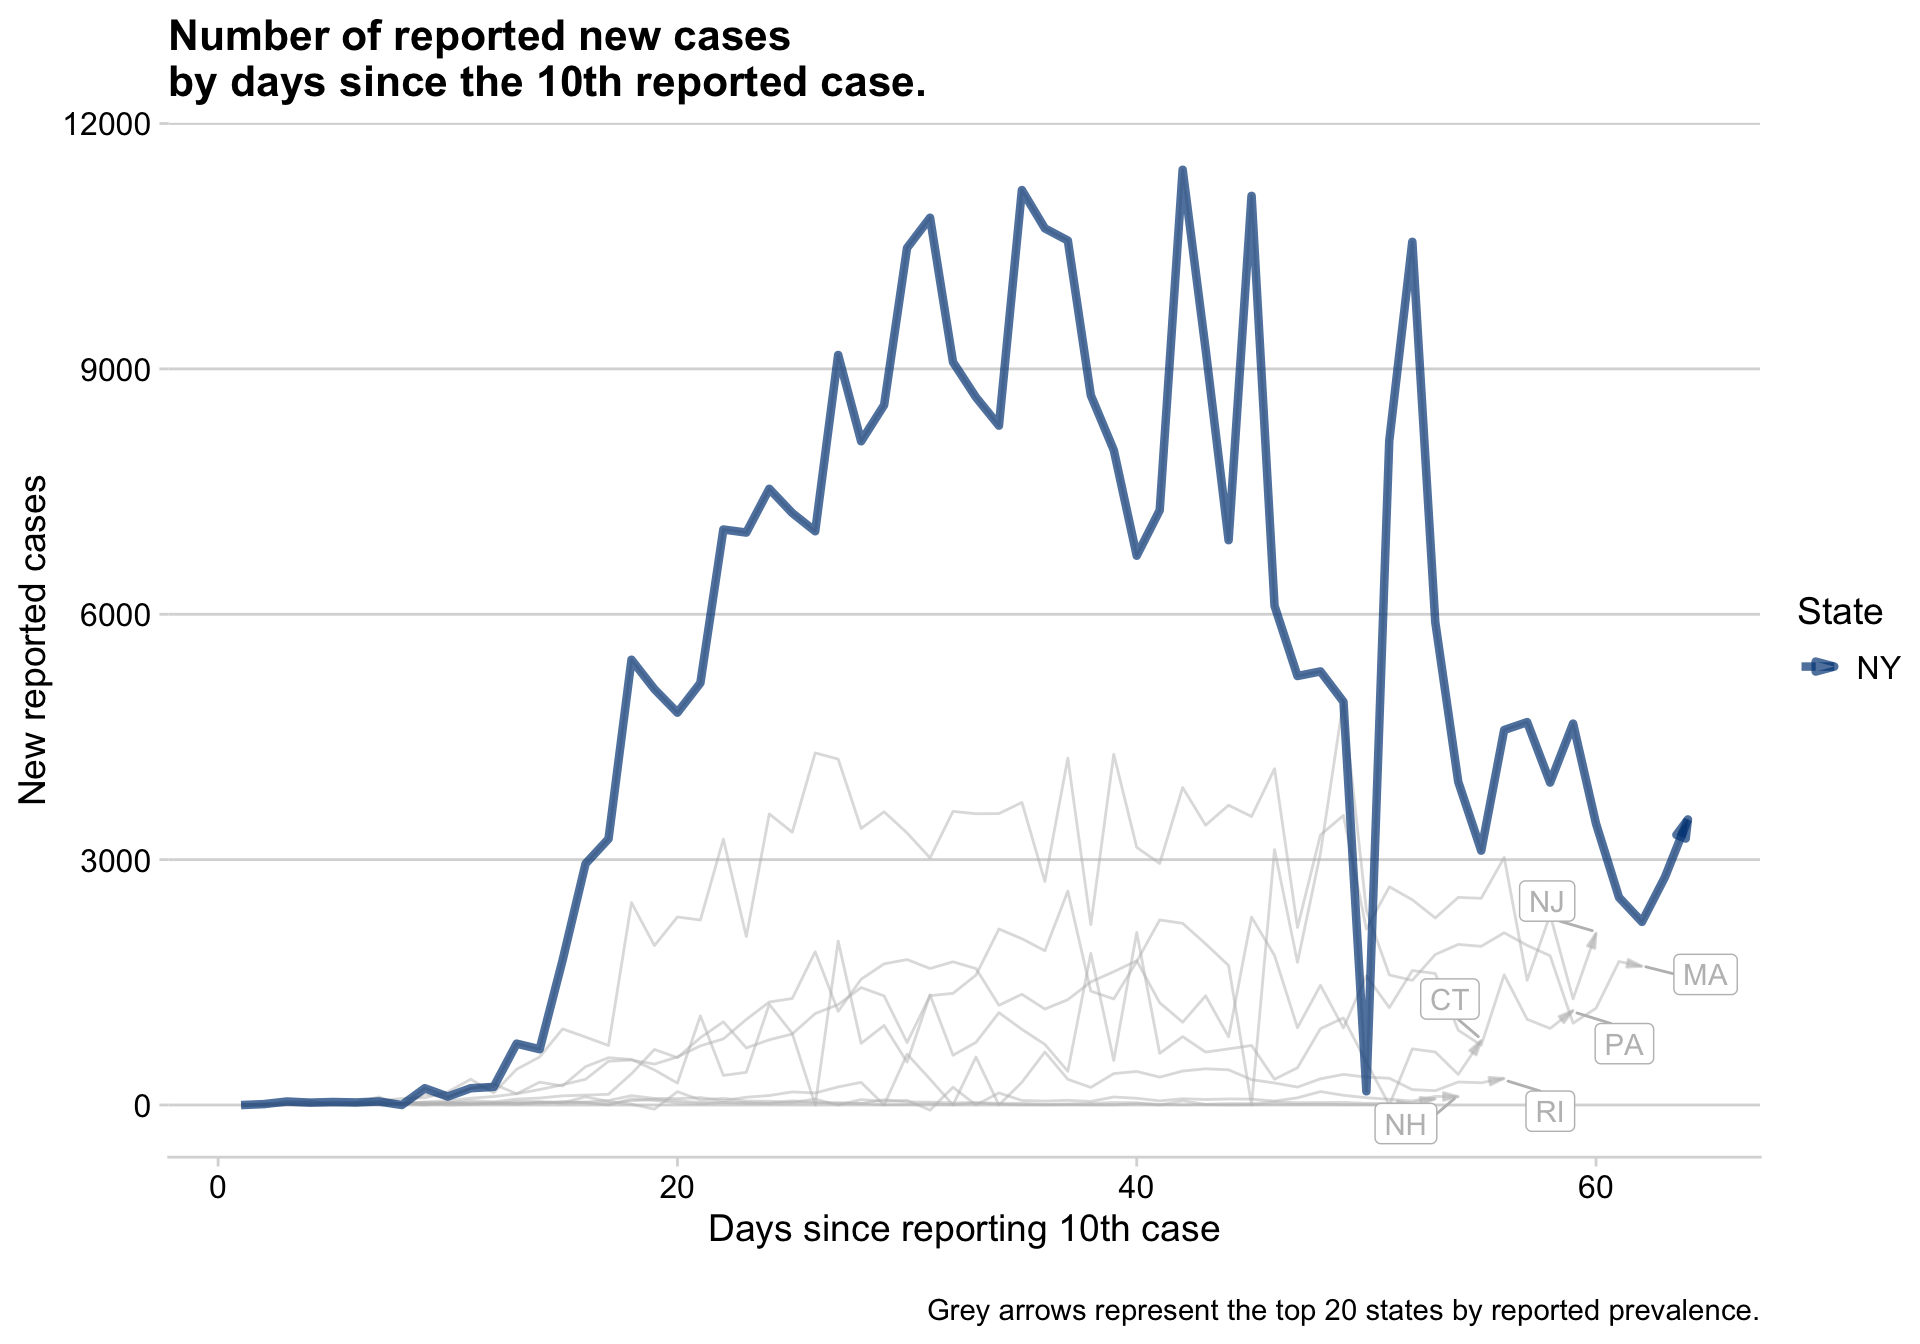 Number of reported new cases
by days since the 10th reported case.
12000
9000
6000
3000
0
New reported cases
NJ
MA
CT
PA
RI
NH
State
NY
0 20 40 60
Days since reporting 10th case
Grey arrows represent the top 20 states by reported prevalence.